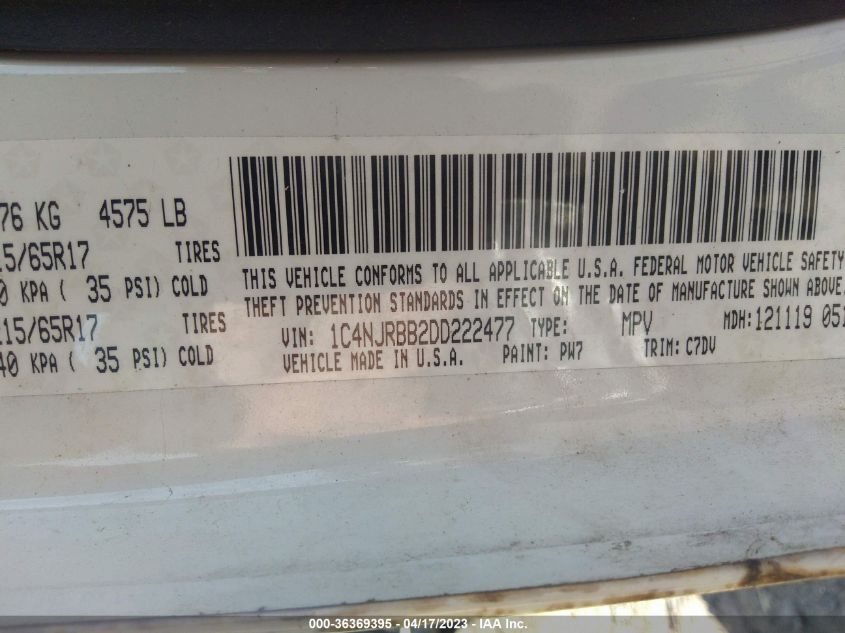 76 KG 4575 LB
15/65R17 TIRES
0 KPA ( 35 PSI) COLD
215/65R17 TIRES
40 KPA ( 35 PSI) COLD
THIS VEHICLE CONFORMS TO ALL APPLICABLE U.S.A. FEDERAL MOTOR VEHICLE SAFETY
THEFT PREVENTION STANDARDS IN EFFECT ON THE DATE OF MANUFACTURE SHOWN ABOVE.
VIN: 1C4NJRBB2DD222477 TYPE: MPV MDH:121119 051
VEHICLE MADE IN U.S.A. PAINT: PW7 TRIM: C7DV
000-36369395 - 04/17/2023 - IAAI.com